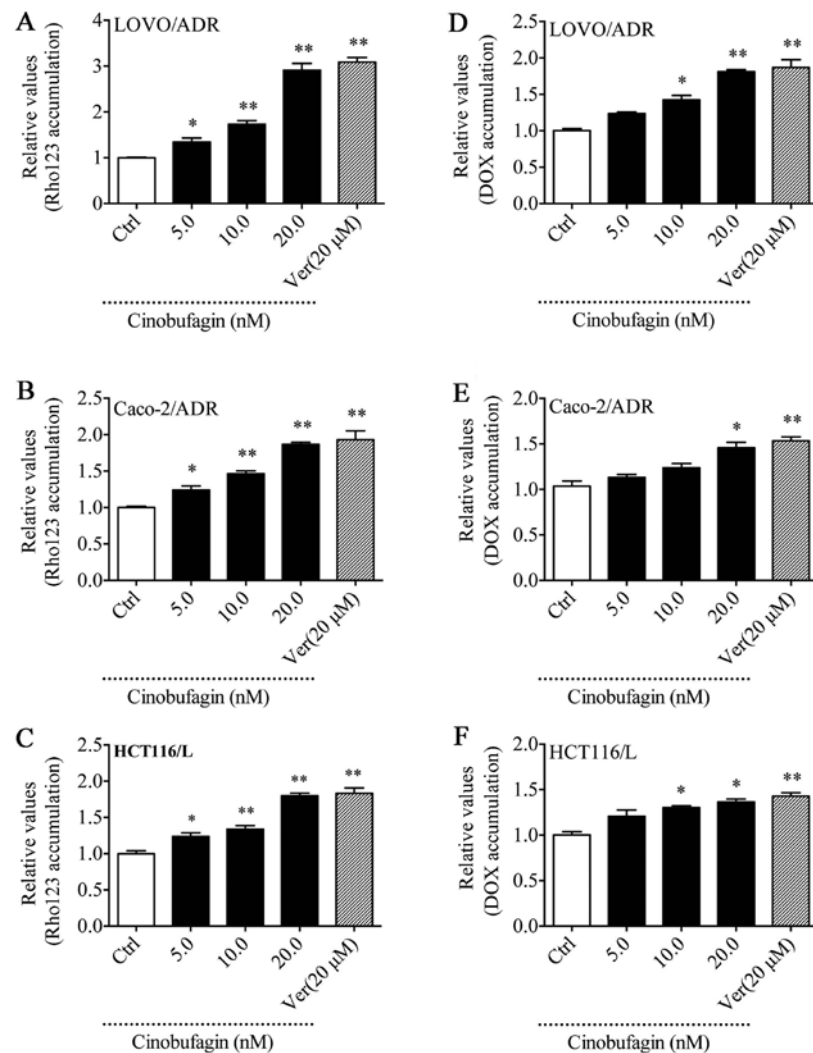 A
LOVO/ADR
Relative values
(Rho123 accumulation)
4
3
2
1
0
*
**
**
**
Ctrl
5.0
10.0
20.0
Ver(20 μM)
Cinobufagin (nM)
D
LOVO/ADR
Relative values
(DOX accumulation)
2.5
2.0
1.5
1.0
0.5
0.0
*
**
**
Ctrl
5.0
10.0
20.0
Ver(20 μM)
Cinobufagin (nM)
B
Caco-2/ADR
Relative values
(Rho123 accumulation)
2.5
2.0
1.5
1.0
0.5
0.0
*
**
**
**
Ctrl
5.0
10.0
20.0
Ver(20 μM)
Cinobufagin (nM)
E
Caco-2/ADR
Relative values
(DOX accumulation)
2.0
1.5
1.0
0.5
0.0
*
**
Ctrl
5.0
10.0
20.0
Ver(20 μM)
Cinobufagin (nM)
C
HCT116/L
Relative values
(Rho123 accumulation)
2.5
2.0
1.5
1.0
0.5
0.0
*
**
**
**
Ctrl
5.0
10.0
20.0
Ver(20 μM)
Cinobufagin (nM)
F
HCT116/L
Relative values
(DOX accumulation)
2.0
1.5
1.0
0.5
0.0
*
*
**
Ctrl
5.0
10.0
20.0
Ver(20 μM)
Cinobufagin (nM)